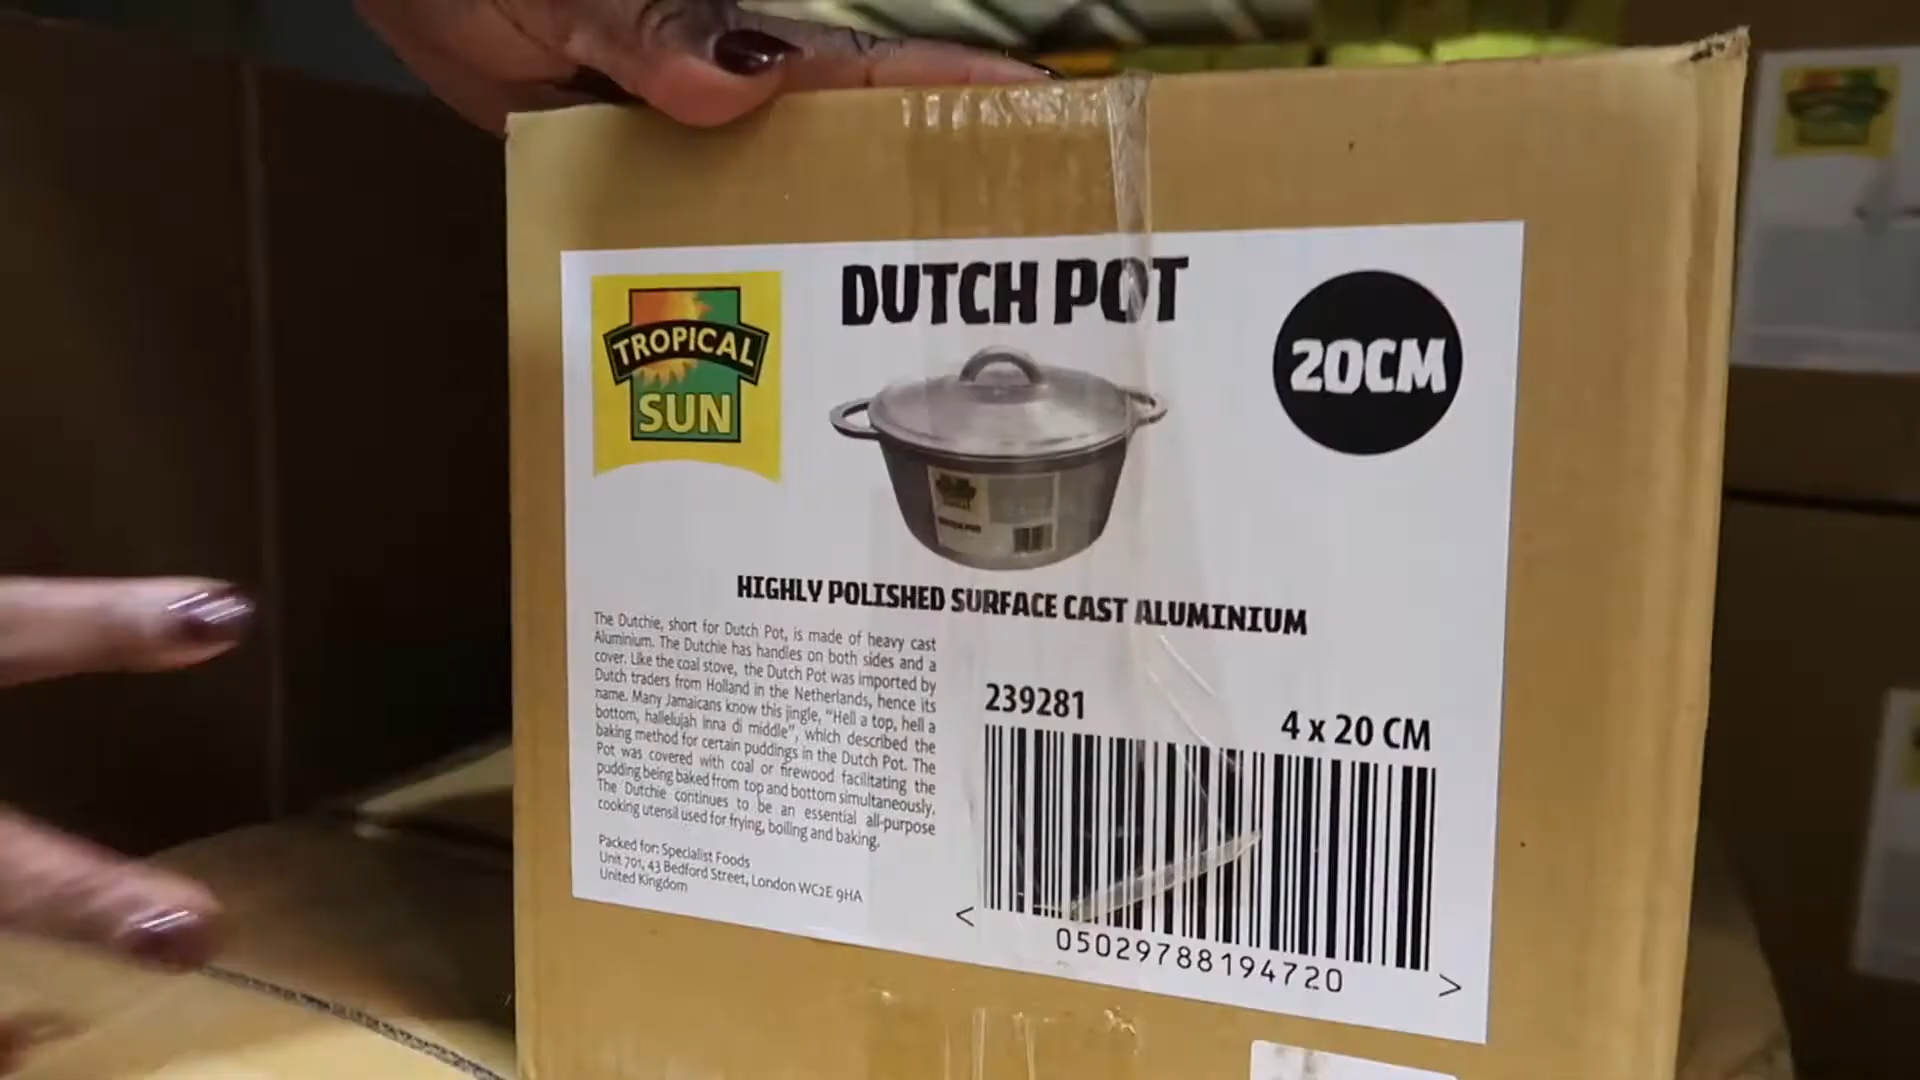 DUTCH POT
TROPICAL
SUN
20CM
HIGHLY POLISHED SURFACE CAST ALUMINIUM
The Dutchie, short for Dutch Pot, is made of heavy cast
Aluminium. The Dutchie has handles on both sides and a
cover. Like the coal stove, the Dutch Pot was imported by
Dutch traders from Holland in the Netherlands, hence its
name. Many Jamaicans know this jingle, "Hell a top, hell a
bottom, hallelujah inna di middle", which described the
baking method for certain puddings in the Dutch Pot. The
Pot was covered with coal or firewood facilitating the
pudding being baked from top and bottom simultaneously.
The Dutchie continues to be an essential all-purpose
cooking utensil used for frying, boiling and baking.
Packed for: Specialist Foods
Unit 701, 43 Bedford Street, London WC2E 9HA
United Kingdom
239281
4 x 20 CM
< 05029788194720 >